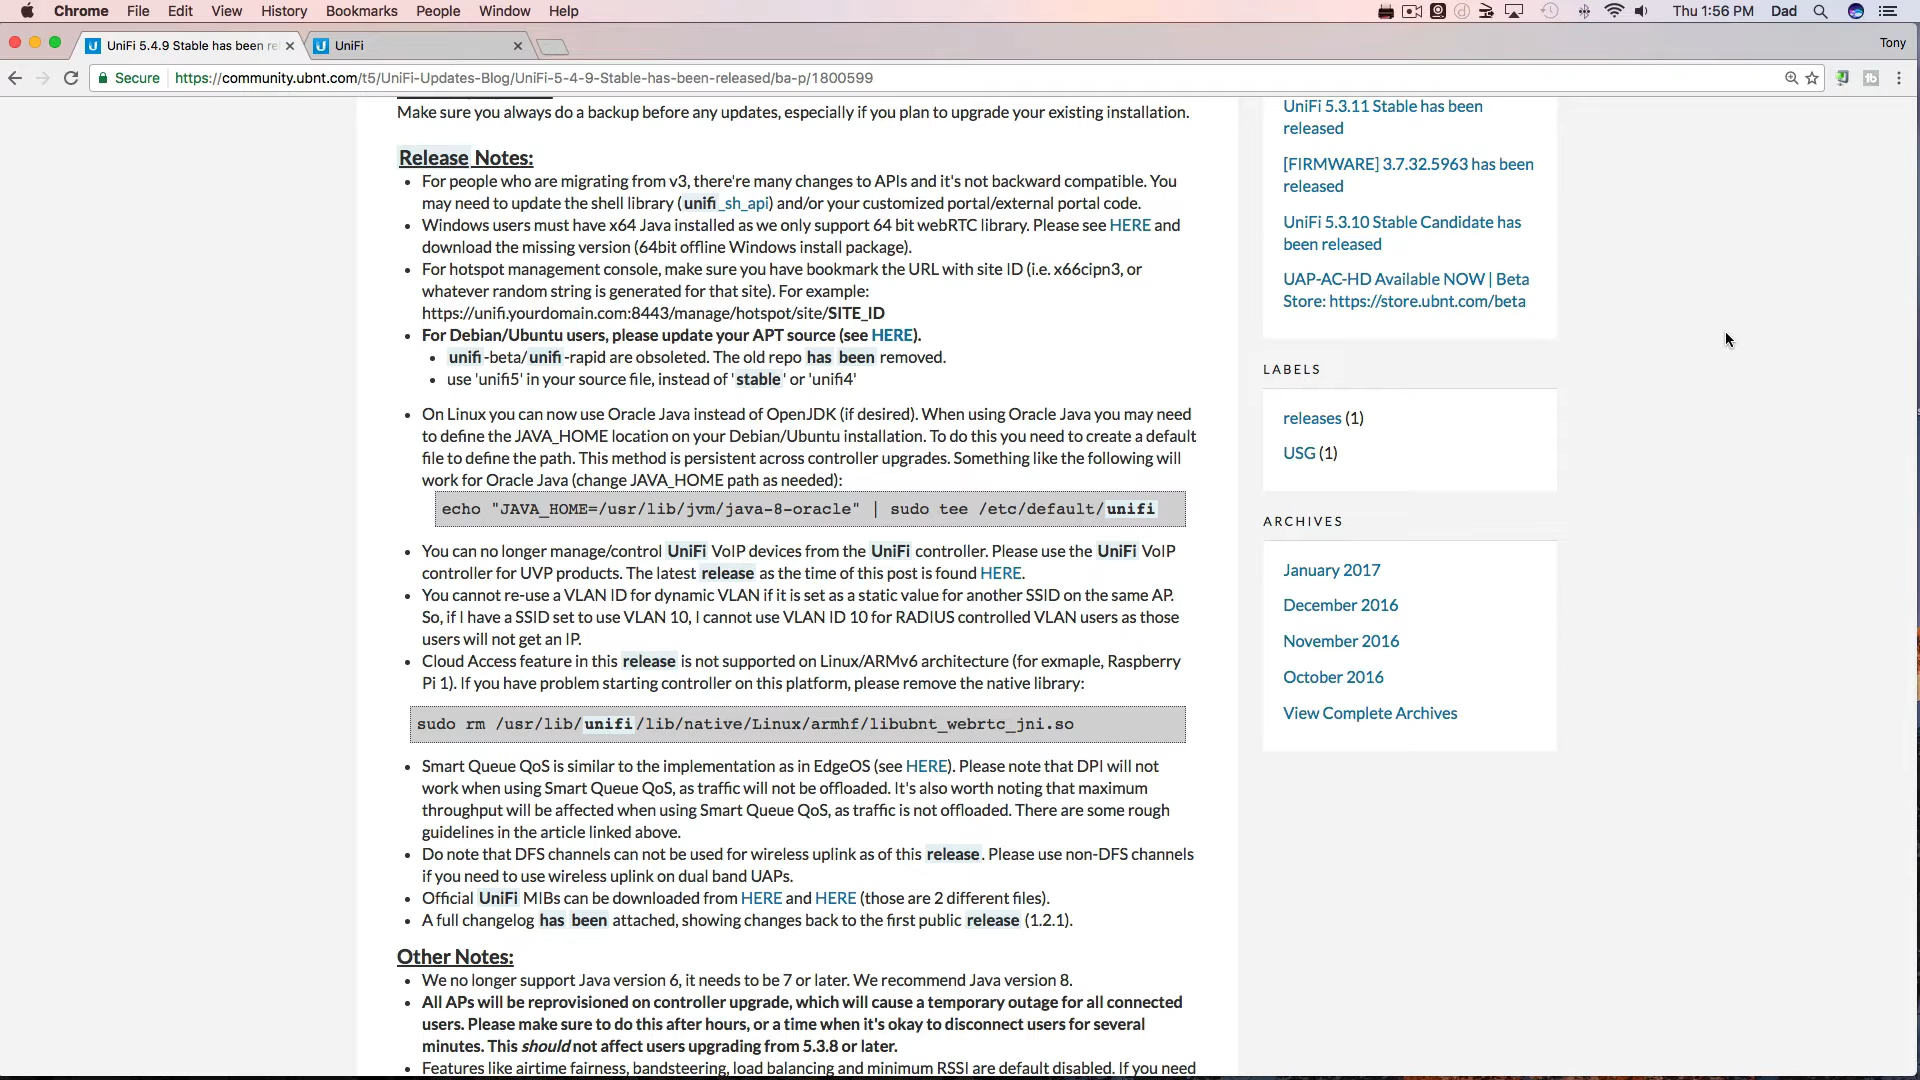 Chrome File Edit View History Bookmarks People Window Help Thu 1:56 PM Dad
UniFi 5.4.9 Stable has been re UniFi Tony
Secure https://community.ubnt.com/t5/UniFi-Updates-Blog/UniFi-5-4-9-Stable-has-been-released/ba-p/1800599
Make sure you always do a backup before any updates, especially if you plan to upgrade your existing installation.
Release Notes:
• For people who are migrating from v3, there're many changes to APIs and it's not backward compatible. You
may need to update the shell library (unifi_sh_api) and/or your customized portal/external portal code.
• Windows users must have x64 Java installed as we only support 64 bit webRTC library. Please see HERE and
download the missing version (64bit offline Windows install package).
• For hotspot management console, make sure you have bookmark the URL with site ID (i.e. x66cipn3, or
whatever random string is generated for that site). For example:
https://unifi.yourdomain.com:8443/manage/hotspot/site/SITE_ID
• For Debian/Ubuntu users, please update your APT source (see HERE).
• unifi-beta/unifi-rapid are obsoleted. The old repo has been removed.
• use 'unifi5' in your source file, instead of 'stable' or 'unifi4'
• On Linux you can now use Oracle Java instead of OpenJDK (if desired). When using Oracle Java you may need
to define the JAVA_HOME location on your Debian/Ubuntu installation. To do this you need to create a default
file to define the path. This method is persistent across controller upgrades. Something like the following will
work for Oracle Java (change JAVA_HOME path as needed):
echo "JAVA_HOME=/usr/lib/jvm/java-8-oracle" | sudo tee /etc/default/unifi
• You can no longer manage/control UniFi VoIP devices from the UniFi controller. Please use the UniFi VoIP
controller for UVP products. The latest release as the time of this post is found HERE.
• You cannot re-use a VLAN ID for dynamic VLAN if it is set as a static value for another SSID on the same AP.
So, if I have a SSID set to use VLAN 10, I cannot use VLAN ID 10 for RADIUS controlled VLAN users as those
users will not get an IP.
• Cloud Access feature in this release is not supported on Linux/ARMv6 architecture (for exmaple, Raspberry
Pi 1). If you have problem starting controller on this platform, please remove the native library:
sudo rm /usr/lib/unifi/lib/native/Linux/armhf/libubnt_webrtc_jni.so
• Smart Queue QoS is similar to the implementation as in EdgeOS (see HERE). Please note that DPI will not
work when using Smart Queue QoS, as traffic will not be offloaded. It's also worth noting that maximum
throughput will be affected when using Smart Queue QoS, as traffic is not offloaded. There are some rough
guidelines in the article linked above.
• Do note that DFS channels can not be used for wireless uplink as of this release. Please use non-DFS channels
if you need to use wireless uplink on dual band UAPs.
• Official UniFi MIBs can be downloaded from HERE and HERE (those are 2 different files).
• A full changelog has been attached, showing changes back to the first public release (1.2.1).
Other Notes:
• We no longer support Java version 6, it needs to be 7 or later. We recommend Java version 8.
• All APs will be reprovisioned on controller upgrade, which will cause a temporary outage for all connected
users. Please make sure to do this after hours, or a time when it's okay to disconnect users for several
minutes. This should not affect users upgrading from 5.3.8 or later.
• Features like airtime fairness, bandsteering, load balancing and minimum RSSI are default disabled. If you need
UniFi 5.3.11 Stable has been
released
[FIRMWARE] 3.7.32.5963 has been
released
UniFi 5.3.10 Stable Candidate has
been released
UAP-AC-HD Available NOW | Beta
Store: https://store.ubnt.com/beta
LABELS
releases (1)
USG (1)
ARCHIVES
January 2017
December 2016
November 2016
October 2016
View Complete Archives